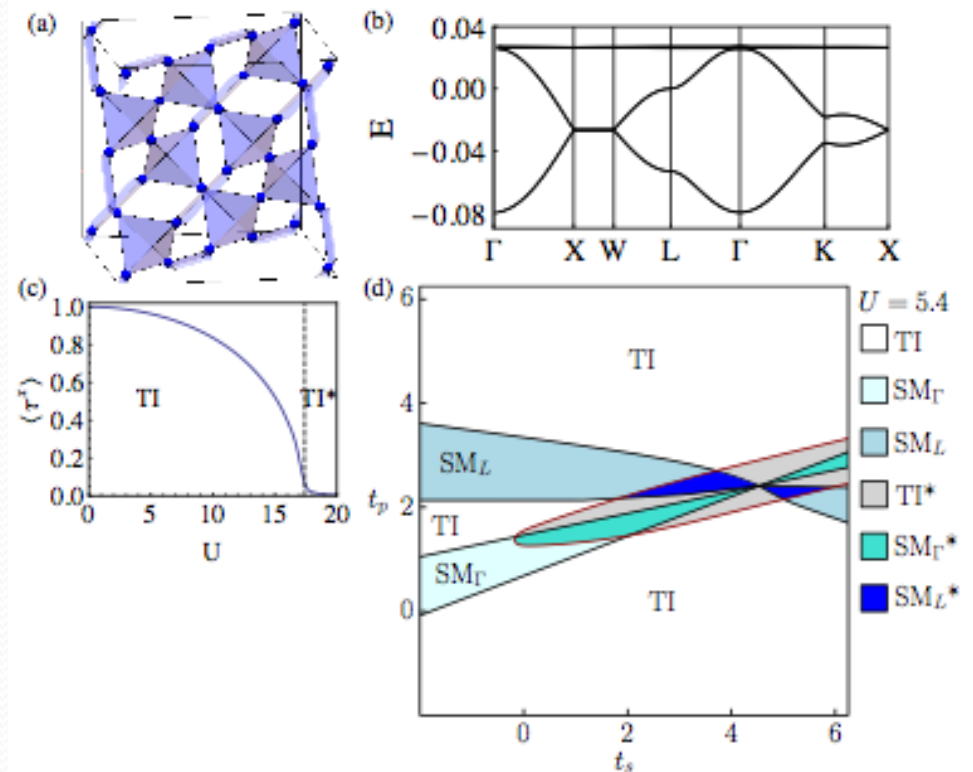 (a)
(b)
0.04
0.00
−0.04
−0.08
E
Γ X W L Γ K X
(c)
1.0
0.8
0.6
0.4
0.2
0.0
⟨τˣ⟩
TI
TI*
0 5 10 15 20
U
(d)
6
4
2
0
t_p
TI
SM_L
TI
SM_Γ
TI
0 2 4 6
t_s
U = 5.4
TI
SM_Γ
SM_L
TI*
SM_Γ*
SM_L*